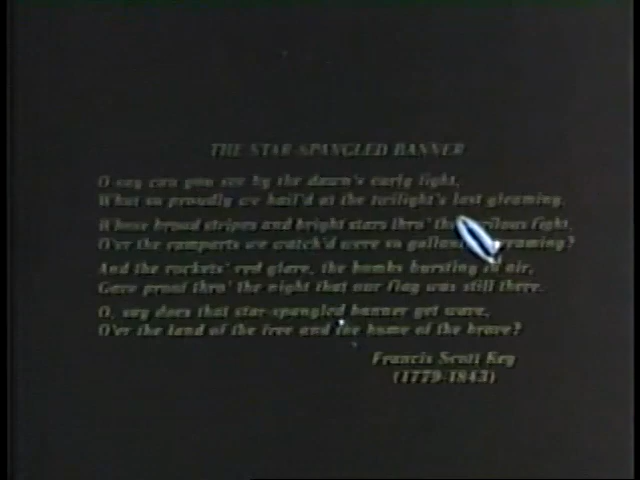 THE STAR-SPANGLED BANNER
O say can you see by the dawn's early light,
What so proudly we hail'd at the twilight's last gleaming,
Whose broad stripes and bright stars thro' the perilous fight,
O'er the ramparts we watch'd were so gallantly streaming?
And the rockets' red glare, the bombs bursting in air,
Gave proof thro' the night that our flag was still there.
O, say does that star-spangled banner yet wave,
O'er the land of the free and the home of the brave?
Francis Scott Key
(1779-1843)